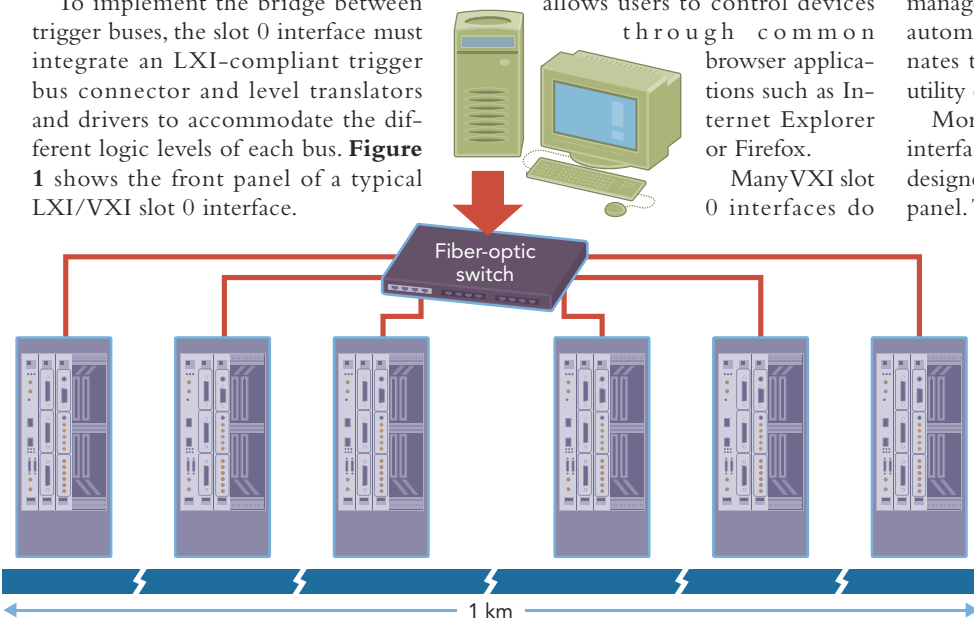 To implement the bridge between
trigger buses, the slot 0 interface must
integrate an LXI-compliant trigger
bus connector and level translators
and drivers to accommodate the dif-
ferent logic levels of each bus. Figure
1 shows the front panel of a typical
LXI/VXI slot 0 interface.
allows users to control devices
through common
browser applica-
tions such as In-
ternet Explorer
or Firefox.
Many VXI slot
0 interfaces do
manag
autom
nates t
utility
Mor
interfac
designe
panel. T
Fiber-optic
switch
1 km